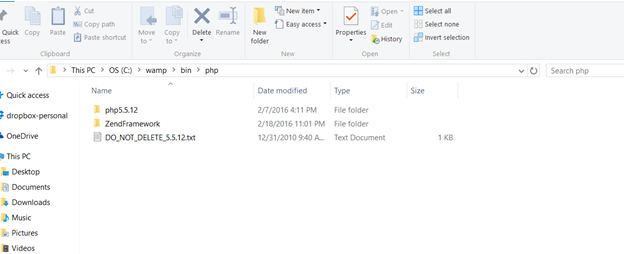 Quick access
Copy
Paste
Cut
Copy path
Paste shortcut
Clipboard
Move to
Copy to
Delete
Rename
Organize
New folder
New item
Easy access
New
Properties
Open
Edit
History
Open
Select all
Select none
Invert selection
Select
This PC > OS (C:) > wamp > bin > php
Search php
Name Date modified Type Size
Quick access
dropbox-personal
OneDrive
This PC
Desktop
Documents
Downloads
Music
Pictures
Videos
php5.5.12 2/7/2016 4:11 PM File folder
ZendFramework 2/18/2016 11:01 PM File folder
DO_NOT_DELETE_5.5.12.txt 12/31/2010 9:40 A... Text Document 1 KB